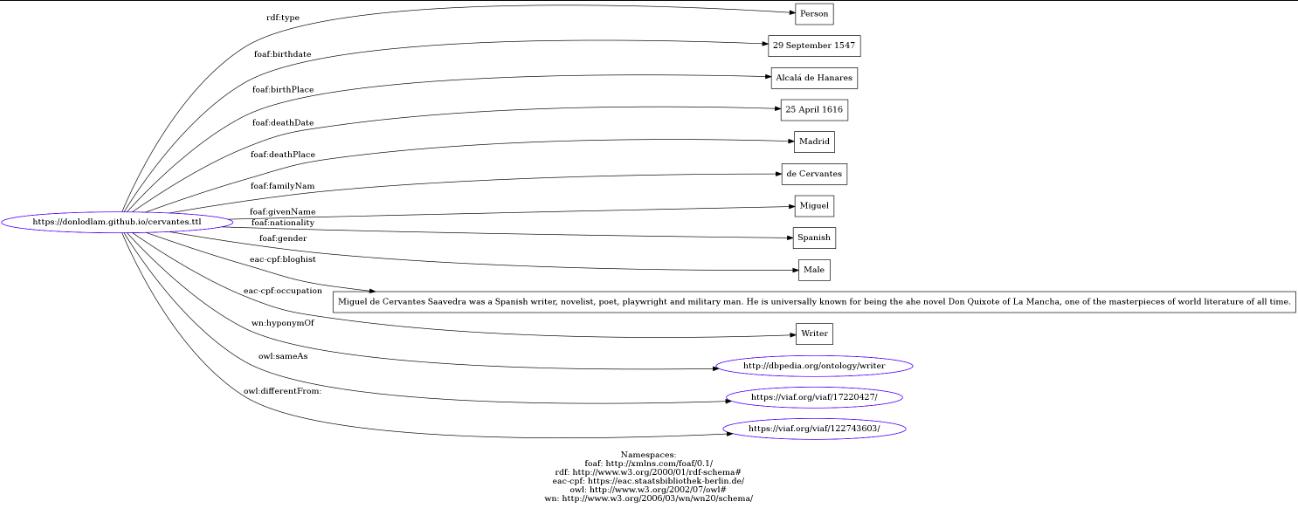 rdf:type
Person
foaf:birthdate
29 September 1547
foaf:birthPlace
Alcalá de Hanares
foaf:deathDate
25 April 1616
foaf:deathPlace
Madrid
foaf:familyNam
de Cervantes
foaf:givenName
Miguel
https://donlodlam.github.io/cervantes.ttl
foaf:nationality
Spanish
foaf:gender
Male
eac-cpf:bloghist
Miguel de Cervantes Saavedra was a Spanish writer, novelist, poet, playwright and military man. He is universally known for being the ahe novel Don Quixote of La Mancha, one of the masterpieces of world literature of all time.
eac-cpf:occupation
Writer
wn:hyponymOf
http://dbpedia.org/ontology/writer
owl:sameAs
https://viaf.org/viaf/17220427/
owl:differentFrom:
https://viaf.org/viaf/122743603/
Namespaces:
foaf: http://xmlns.com/foaf/0.1/
rdf: http://www.w3.org/2000/01/rdf-schema#
eac-cpf: https://eac.staatsbibliothek-berlin.de/
owl: http://www.w3.org/2002/07/owl#
wn: http://www.w3.org/2006/03/wn/wn20/schema/